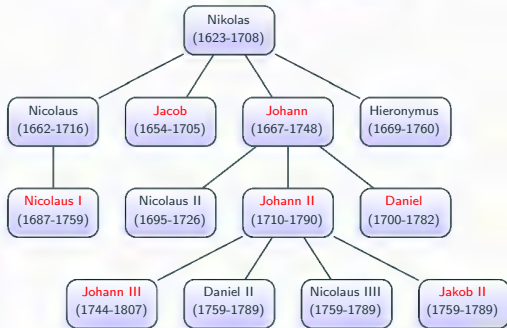 Nikolas
(1623-1708)
Nicolaus
(1662-1716)
Jacob
(1654-1705)
Johann
(1667-1748)
Hieronymus
(1669-1760)
Nicolaus I
(1687-1759)
Nicolaus II
(1695-1726)
Johann II
(1710-1790)
Daniel
(1700-1782)
Johann III
(1744-1807)
Daniel II
(1759-1789)
Nicolaus IIII
(1759-1789)
Jakob II
(1759-1789)